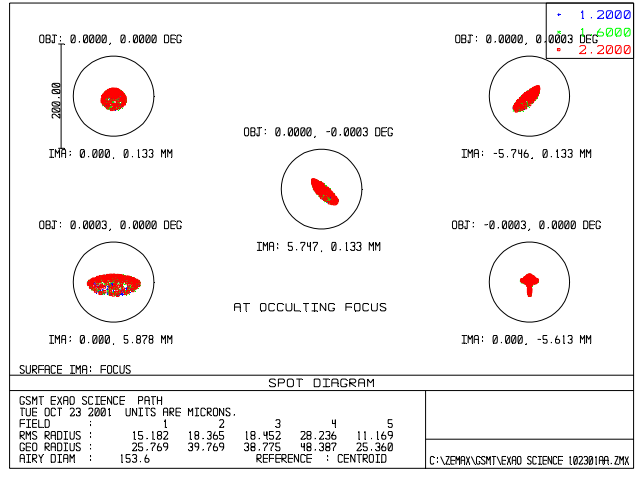 1.2000
1.6000
2.2000
OBJ: 0.0000, 0.0000 DEG
OBJ: 0.0000, 0.0003 DEG
200.00
OBJ: 0.0000, -0.0003 DEG
IMA: 0.000, 0.133 MM
IMA: -5.746, 0.133 MM
OBJ: 0.0003, 0.0000 DEG
OBJ: -0.0003, 0.0000 DEG
IMA: 5.747, 0.133 MM
AT OCCULTING FOCUS
IMA: 0.000, 5.878 MM
IMA: 0.000, -5.613 MM
SURFACE IMA: FOCUS
SPOT DIAGRAM
GSMT EXAO SCIENCE PATH
TUE OCT 23 2001 UNITS ARE MICRONS.
FIELD : 1 2 3 4 5
RMS RADIUS : 15.182 18.365 18.452 28.236 11.169
GEO RADIUS : 25.769 39.769 38.775 48.387 25.360
AIRY DIAM : 153.6 REFERENCE : CENTROID
C:\ZEMAX\GSMT\EXAO SCIENCE 102301AA.ZMX